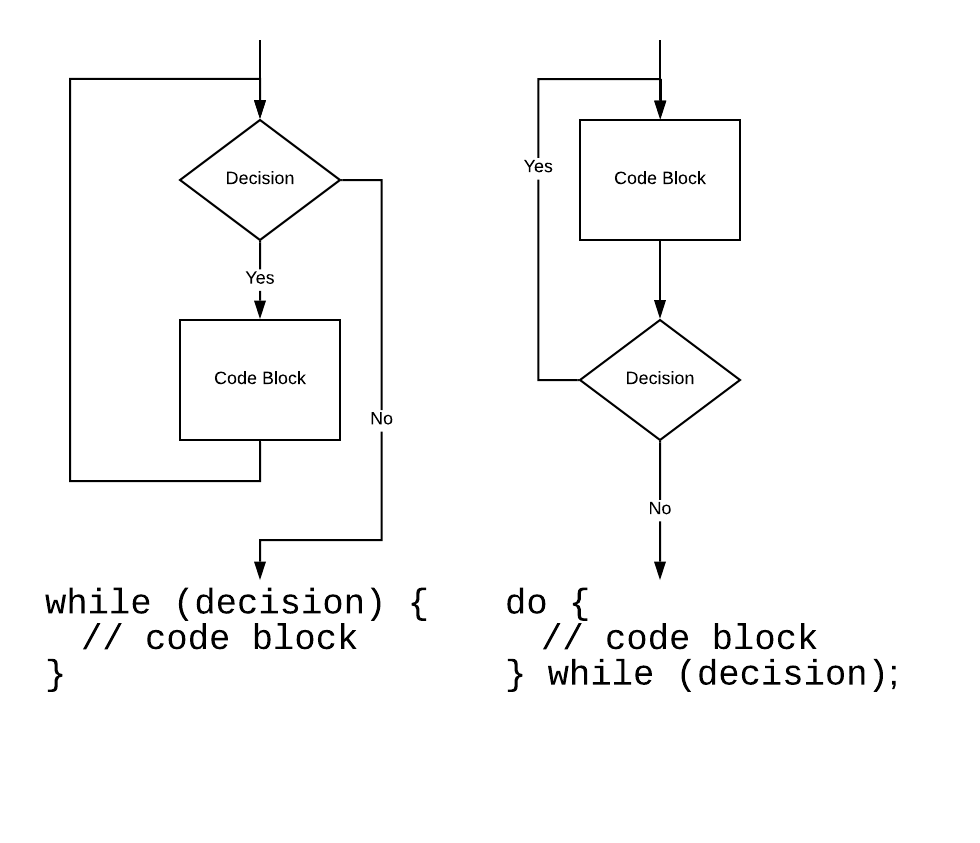 Decision
Yes
Code Block
No
while (decision) {
  // code block
}
Yes
Code Block
Decision
No
do {
  // code block
} while (decision);